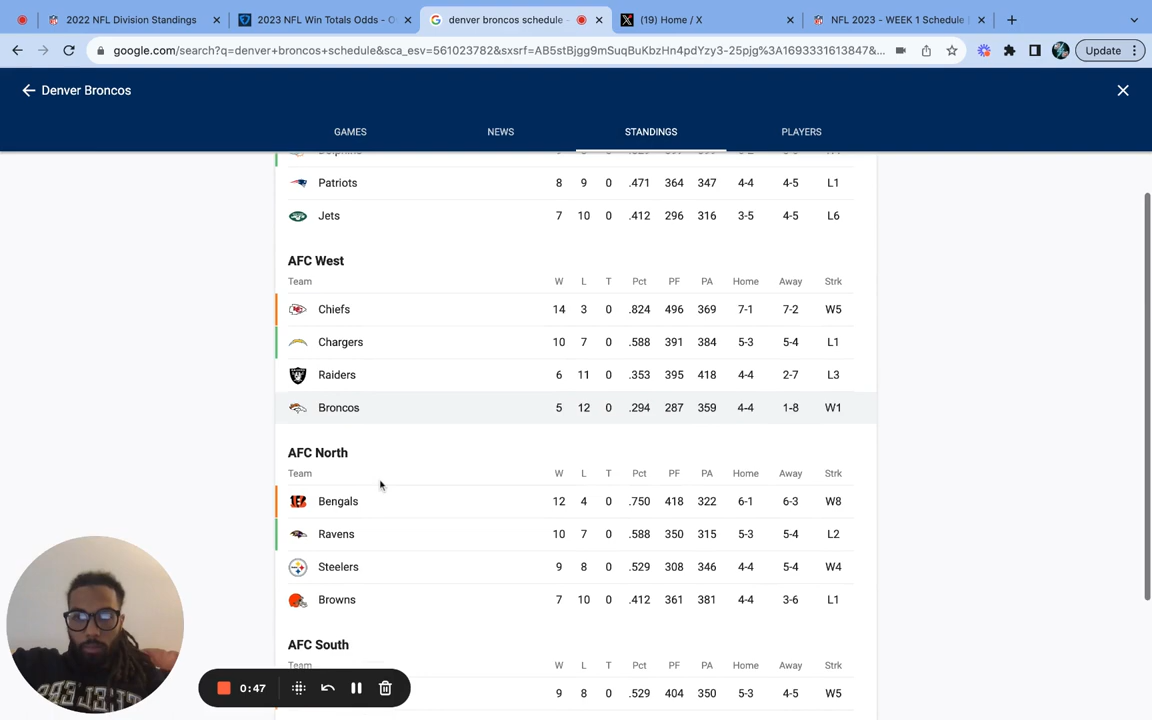 2022 NFL Division Standings
2023 NFL Win Totals Odds - O
denver broncos schedule -
(19) Home / X
NFL 2023 - WEEK 1 Schedule
google.com/search?q=denver+broncos+schedule&sca_esv=561023782&sxsrf=AB5stBjgg9mSuqBuKbzHn4pdYzy3-25pjg%3A1693331613847&...
Update
Denver Broncos
GAMES NEWS STANDINGS PLAYERS
Patriots 8 9 0 .471 364 347 4-4 4-5 L1
Jets 7 10 0 .412 296 316 3-5 4-5 L6
AFC West
Team W L T Pct PF PA Home Away Strk
Chiefs 14 3 0 .824 496 369 7-1 7-2 W5
Chargers 10 7 0 .588 391 384 5-3 5-4 L1
Raiders 6 11 0 .353 395 418 4-4 2-7 L3
Broncos 5 12 0 .294 287 359 4-4 1-8 W1
AFC North
Team W L T Pct PF PA Home Away Strk
Bengals 12 4 0 .750 418 322 6-1 6-3 W8
Ravens 10 7 0 .588 350 315 5-3 5-4 L2
Steelers 9 8 0 .529 308 346 4-4 5-4 W4
Browns 7 10 0 .412 361 381 4-4 3-6 L1
AFC South
Team W L T Pct PF PA Home Away Strk
9 8 0 .529 404 350 5-3 4-5 W5
0:47